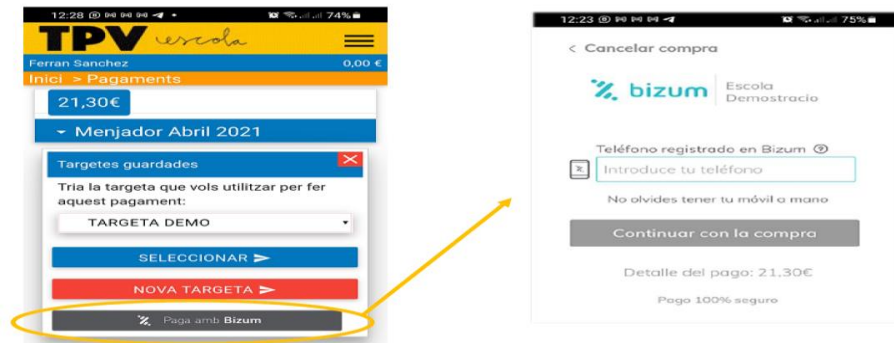 12:28 74%
TPV escola
Ferran Sanchez 0,00 €
Inici > Pagaments
21,30€
Menjador Abril 2021
Targetes guardades
Tria la targeta que vols utilitzar per fer
aquest pagament:
TARGETA DEMO
SELECCIONAR
NOVA TARGETA
Paga amb Bizum
12:23 75%
< Cancelar compra
bizum
Escola
Demostracio
Teléfono registrado en Bizum
Introduce tu teléfono
No olvides tener tu móvil a mano
Continuar con la compra
Detalle del pago: 21,30€
Pago 100% seguro